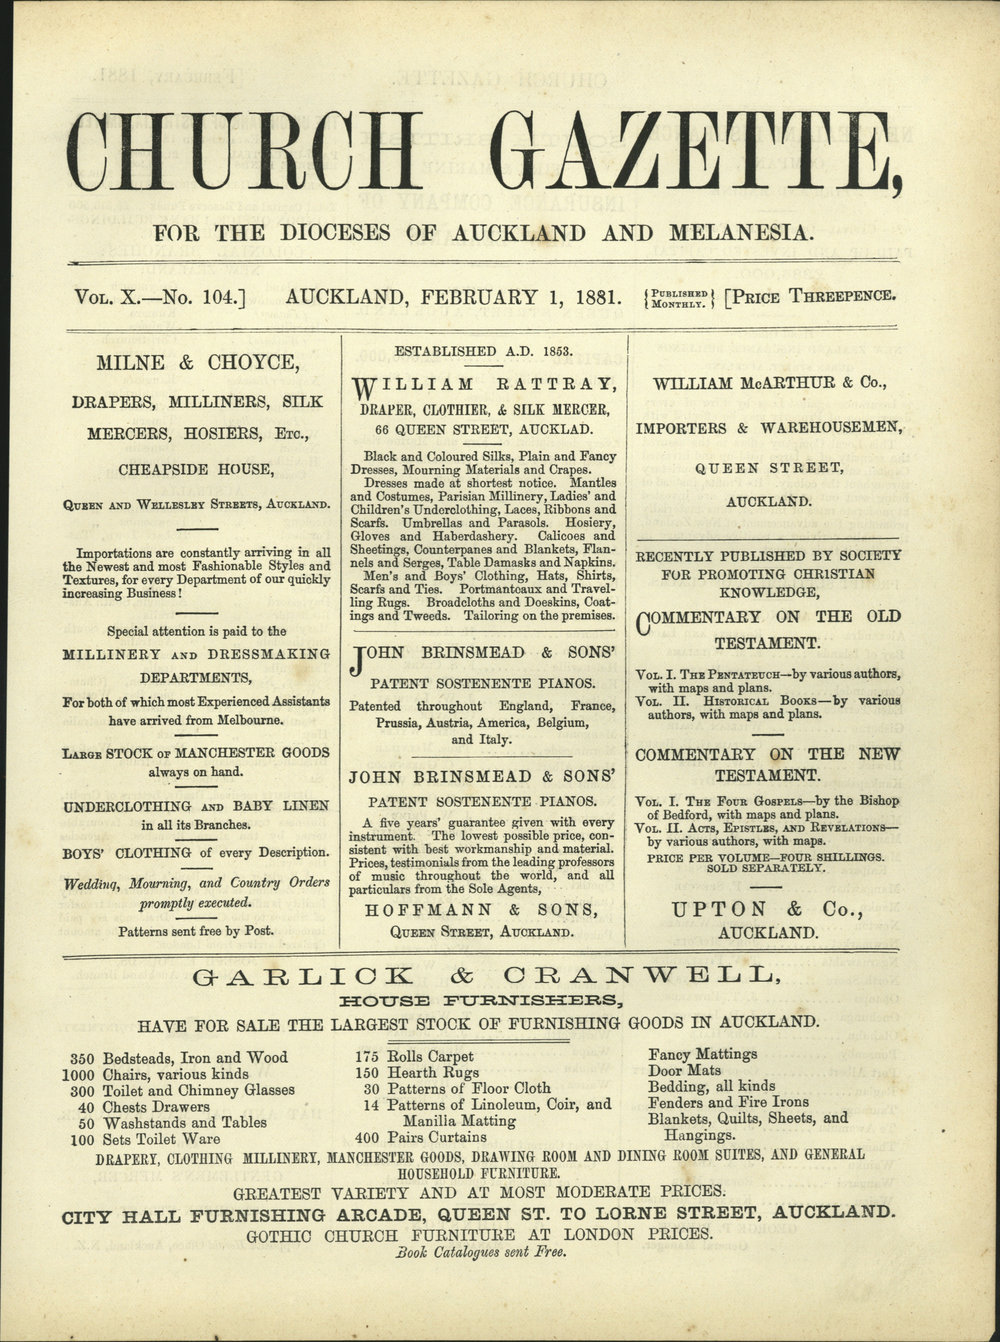 CHURCH GAZETTE,
FOR THE DIOCESES OF AUCKLAND AND MELANESIA.
VOL. X.—No. 104.] AUCKLAND, FEBRUARY 1, 1881. {PUBLISHED MONTHLY.} [PRICE THREEPENCE.
MILNE & CHOYCE,
DRAPERS, MILLINERS, SILK
MERCERS, HOSIERS, ETC.,
CHEAPSIDE HOUSE,
QUEEN AND WELLESLEY STREETS, AUCKLAND.
Importations are constantly arriving in all
the Newest and most Fashionable Styles and
Textures, for every Department of our quickly
increasing Business!
Special attention is paid to the
MILLINERY AND DRESSMAKING
DEPARTMENTS,
For both of which most Experienced Assistants
have arrived from Melbourne.
LARGE STOCK OF MANCHESTER GOODS
always on hand.
UNDERCLOTHING AND BABY LINEN
in all its Branches.
BOYS' CLOTHING of every Description.
Wedding, Mourning, and Country Orders
promptly executed.
Patterns sent free by Post.
ESTABLISHED A.D. 1853.
WILLIAM RATTRAY,
DRAPER, CLOTHIER, & SILK MERCER,
66 QUEEN STREET, AUCKLAD.
Black and Coloured Silks, Plain and Fancy
Dresses, Mourning Materials and Crapes.
Dresses made at shortest notice. Mantles
and Costumes, Parisian Millinery, Ladies' and
Children's Underclothing, Laces, Ribbons and
Scarfs. Umbrellas and Parasols. Hosiery,
Gloves and Haberdashery. Calicoes and
Sheetings, Counterpanes and Blankets, Flan-
nels and Serges, Table Damasks and Napkins.
Men's and Boys' Clothing, Hats, Shirts,
Scarfs and Ties. Portmanteaux and Travel-
ling Rugs. Broadcloths and Doeskins, Coat-
ings and Tweeds. Tailoring on the premises.
JOHN BRINSMEAD & SONS'
PATENT SOSTENENTE PIANOS.
Patented throughout England, France,
Prussia, Austria, America, Belgium,
and Italy.
JOHN BRINSMEAD & SONS'
PATENT SOSTENENTE PIANOS.
A five years' guarantee given with every
instrument. The lowest possible price, con-
sistent with best workmanship and material.
Prices, testimonials from the leading professors
of music throughout the world, and all
particulars from the Sole Agents,
HOFFMANN & SONS,
QUEEN STREET, AUCKLAND.
WILLIAM McARTHUR & Co.,
IMPORTERS & WAREHOUSEMEN,
QUEEN STREET,
AUCKLAND.
RECENTLY PUBLISHED BY SOCIETY
FOR PROMOTING CHRISTIAN
KNOWLEDGE,
COMMENTARY ON THE OLD
TESTAMENT.
VOL. I. THE PENTATEUCH—by various authors,
with maps and plans.
VOL. II. HISTORICAL BOOKS—by various
authors, with maps and plans.
COMMENTARY ON THE NEW
TESTAMENT.
VOL. I. THE FOUR GOSPELS—by the Bishop
of Bedford, with maps and plans.
VOL. II. ACTS, EPISTLES, AND REVELATIONS—
by various authors, with maps.
PRICE PER VOLUME—FOUR SHILLINGS.
SOLD SEPARATELY.
UPTON & Co.,
AUCKLAND.
GARLICK & CRANWELL,
HOUSE FURNISHERS,
HAVE FOR SALE THE LARGEST STOCK OF FURNISHING GOODS IN AUCKLAND.
350 Bedsteads, Iron and Wood
1000 Chairs, various kinds
300 Toilet and Chimney Glasses
40 Chests Drawers
50 Washstands and Tables
100 Sets Toilet Ware
175 Rolls Carpet
150 Hearth Rugs
30 Patterns of Floor Cloth
14 Patterns of Linoleum, Coir, and
Manilla Matting
400 Pairs Curtains
Fancy Mattings
Door Mats
Bedding, all kinds
Fenders and Fire Irons
Blankets, Quilts, Sheets, and
Hangings.
DRAPERY, CLOTHING MILLINERY, MANCHESTER GOODS, DRAWING ROOM AND DINING ROOM SUITES, AND GENERAL
HOUSEHOLD FURNITURE.
GREATEST VARIETY AND AT MOST MODERATE PRICES.
CITY HALL FURNISHING ARCADE, QUEEN ST. TO LORNE STREET, AUCKLAND.
GOTHIC CHURCH FURNITURE AT LONDON PRICES.
Book Catalogues sent Free.